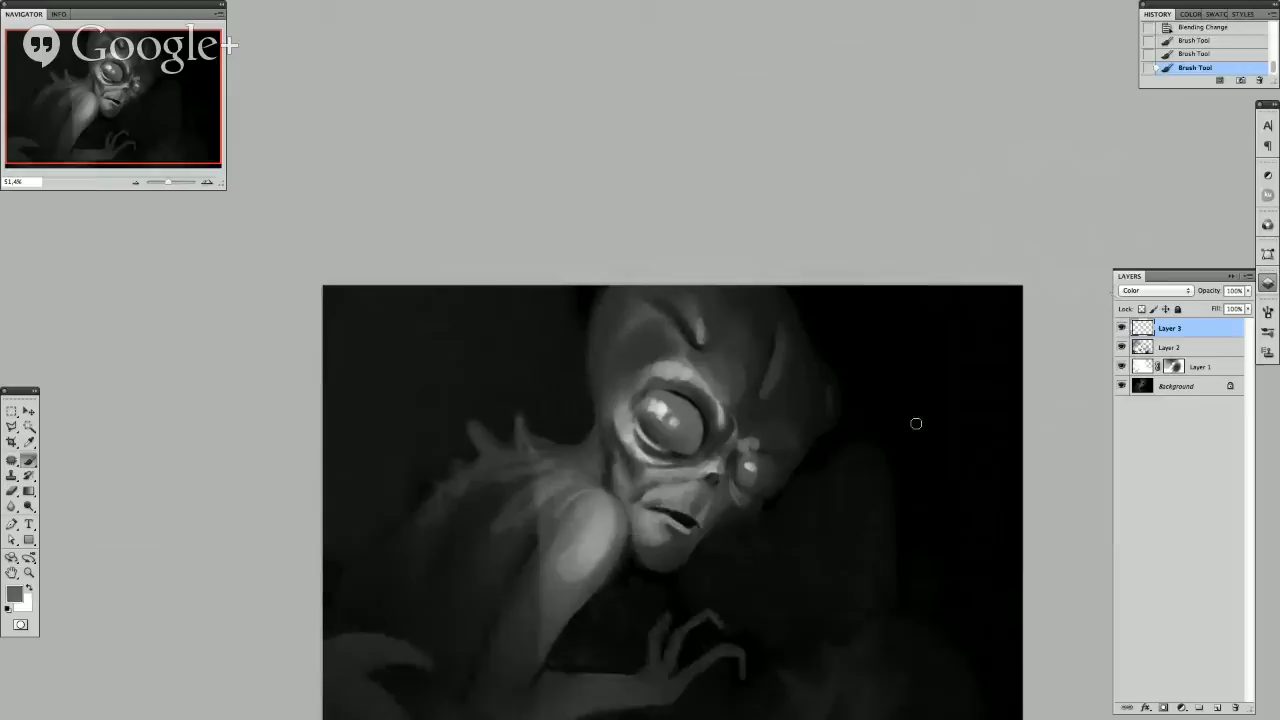 NAVIGATOR INFO
Google+
51,4%
HISTORY COLOR SWATC STYLES
Blending Change
Brush Tool
Brush Tool
Brush Tool
LAYERS
Color Opacity: 100%
Lock: Fill: 100%
Layer 3
Layer 2
Layer 1
Background